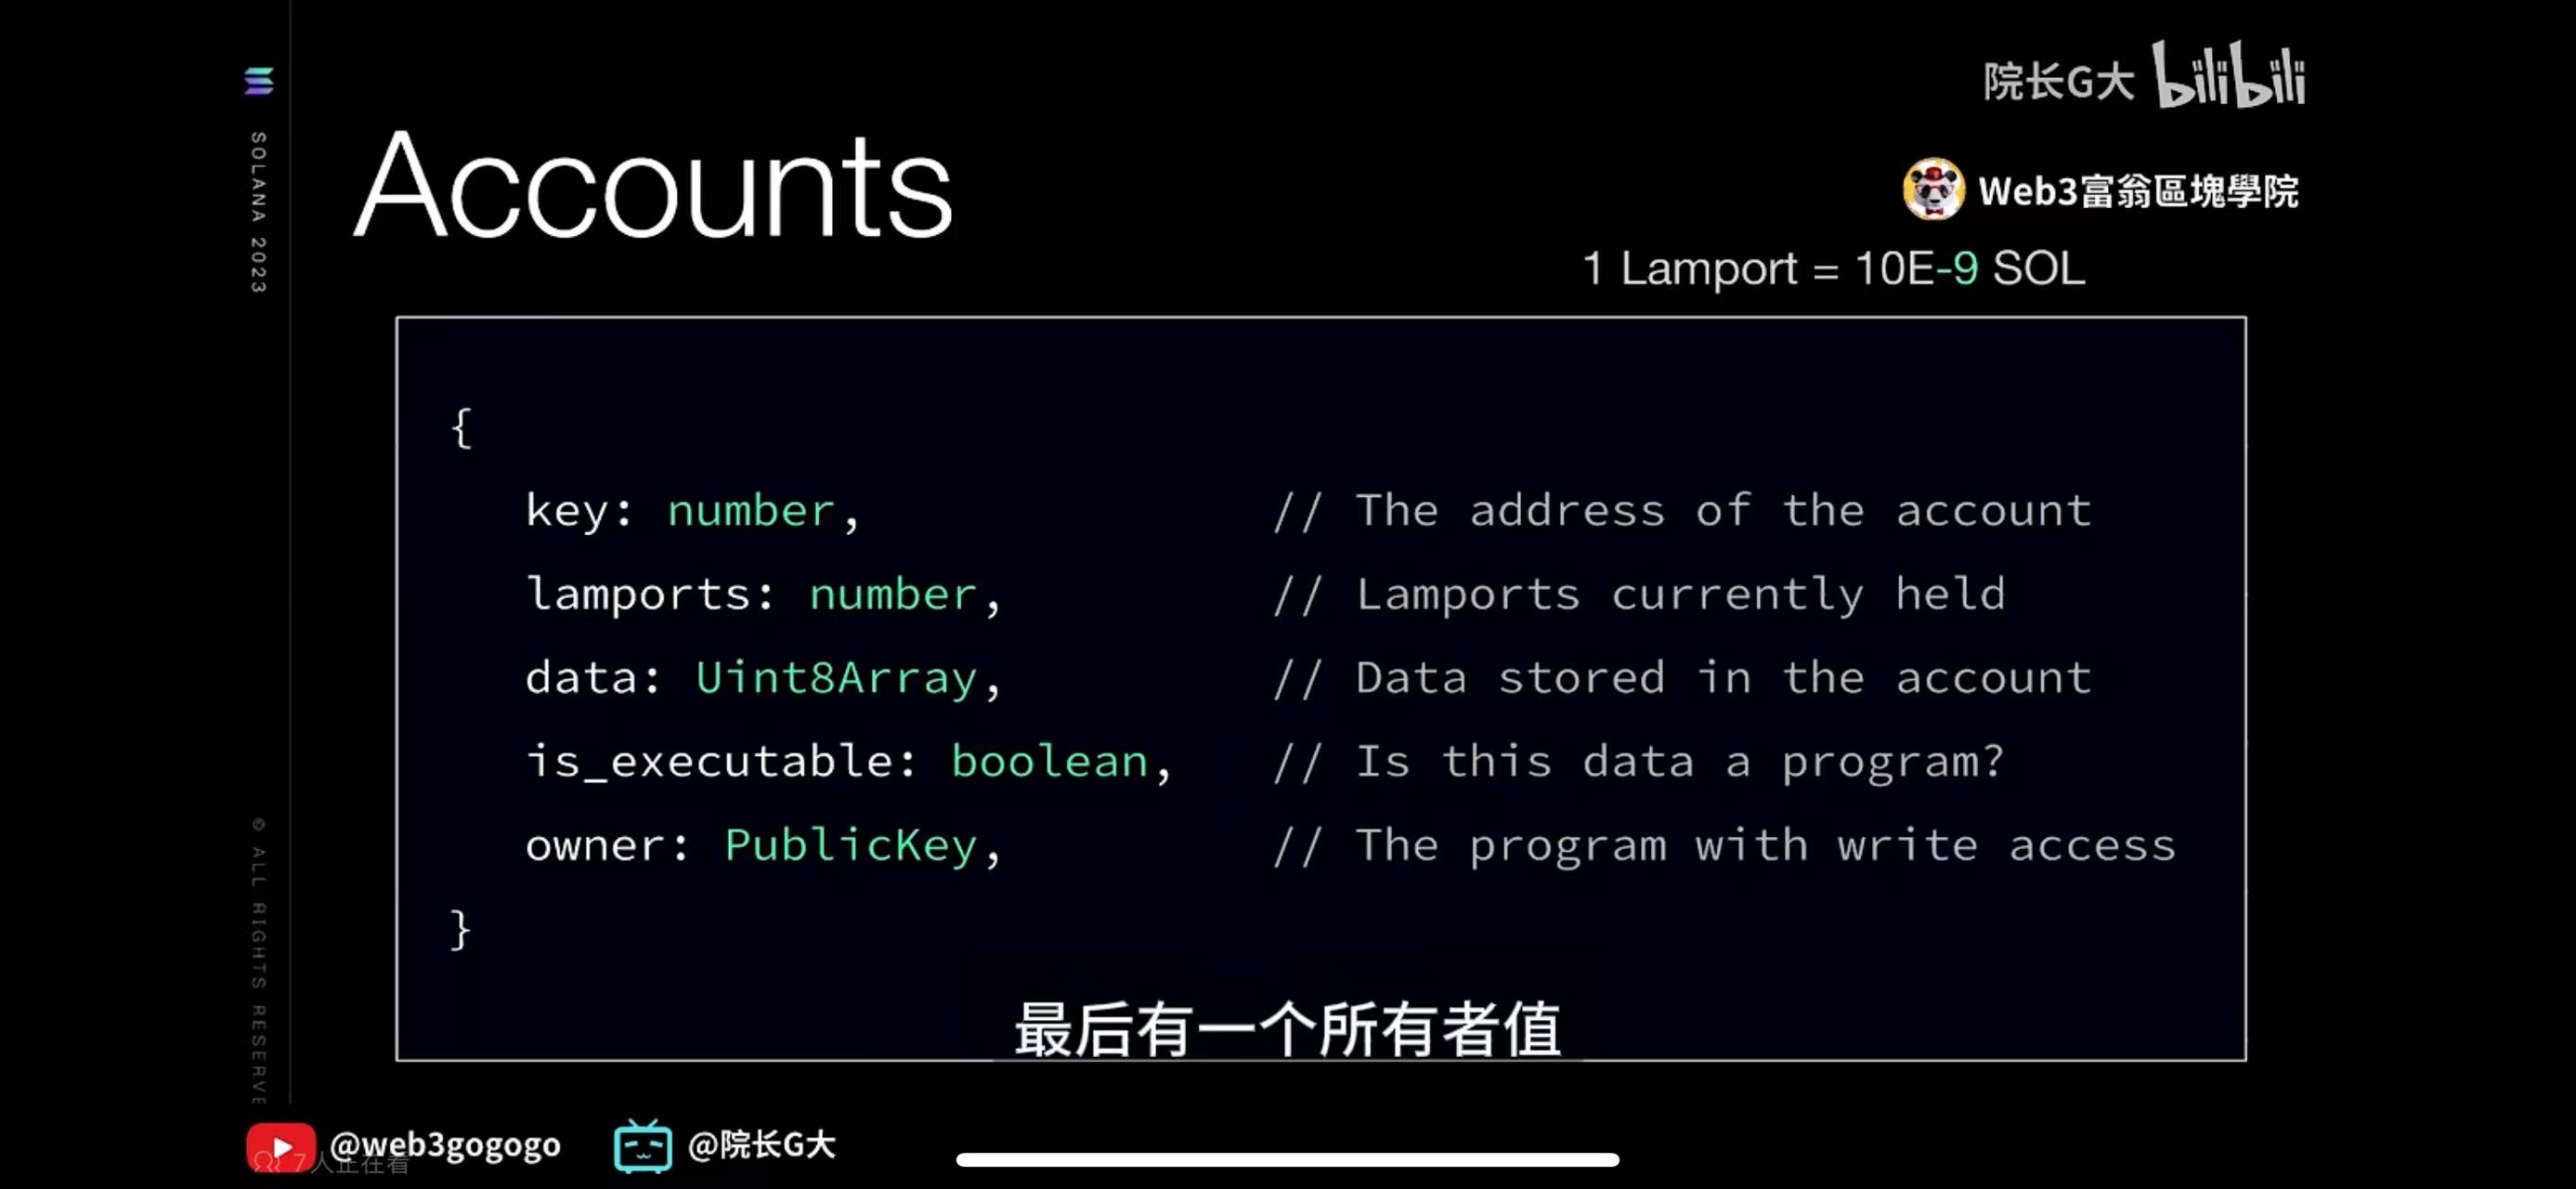 院长G大 bilibili
SOLANA 2023
Accounts
Web3富翁區塊學院
1 Lamport = 10E-9 SOL
{
key: number, // The address of the account
lamports: number, // Lamports currently held
data: Uint8Array, // Data stored in the account
is_executable: boolean, // Is this data a program?
owner: PublicKey, // The program with write access
}
© ALL RIGHTS RESERVE
最后有一个所有者值
@web3gogogo @院长G大
7人正在看